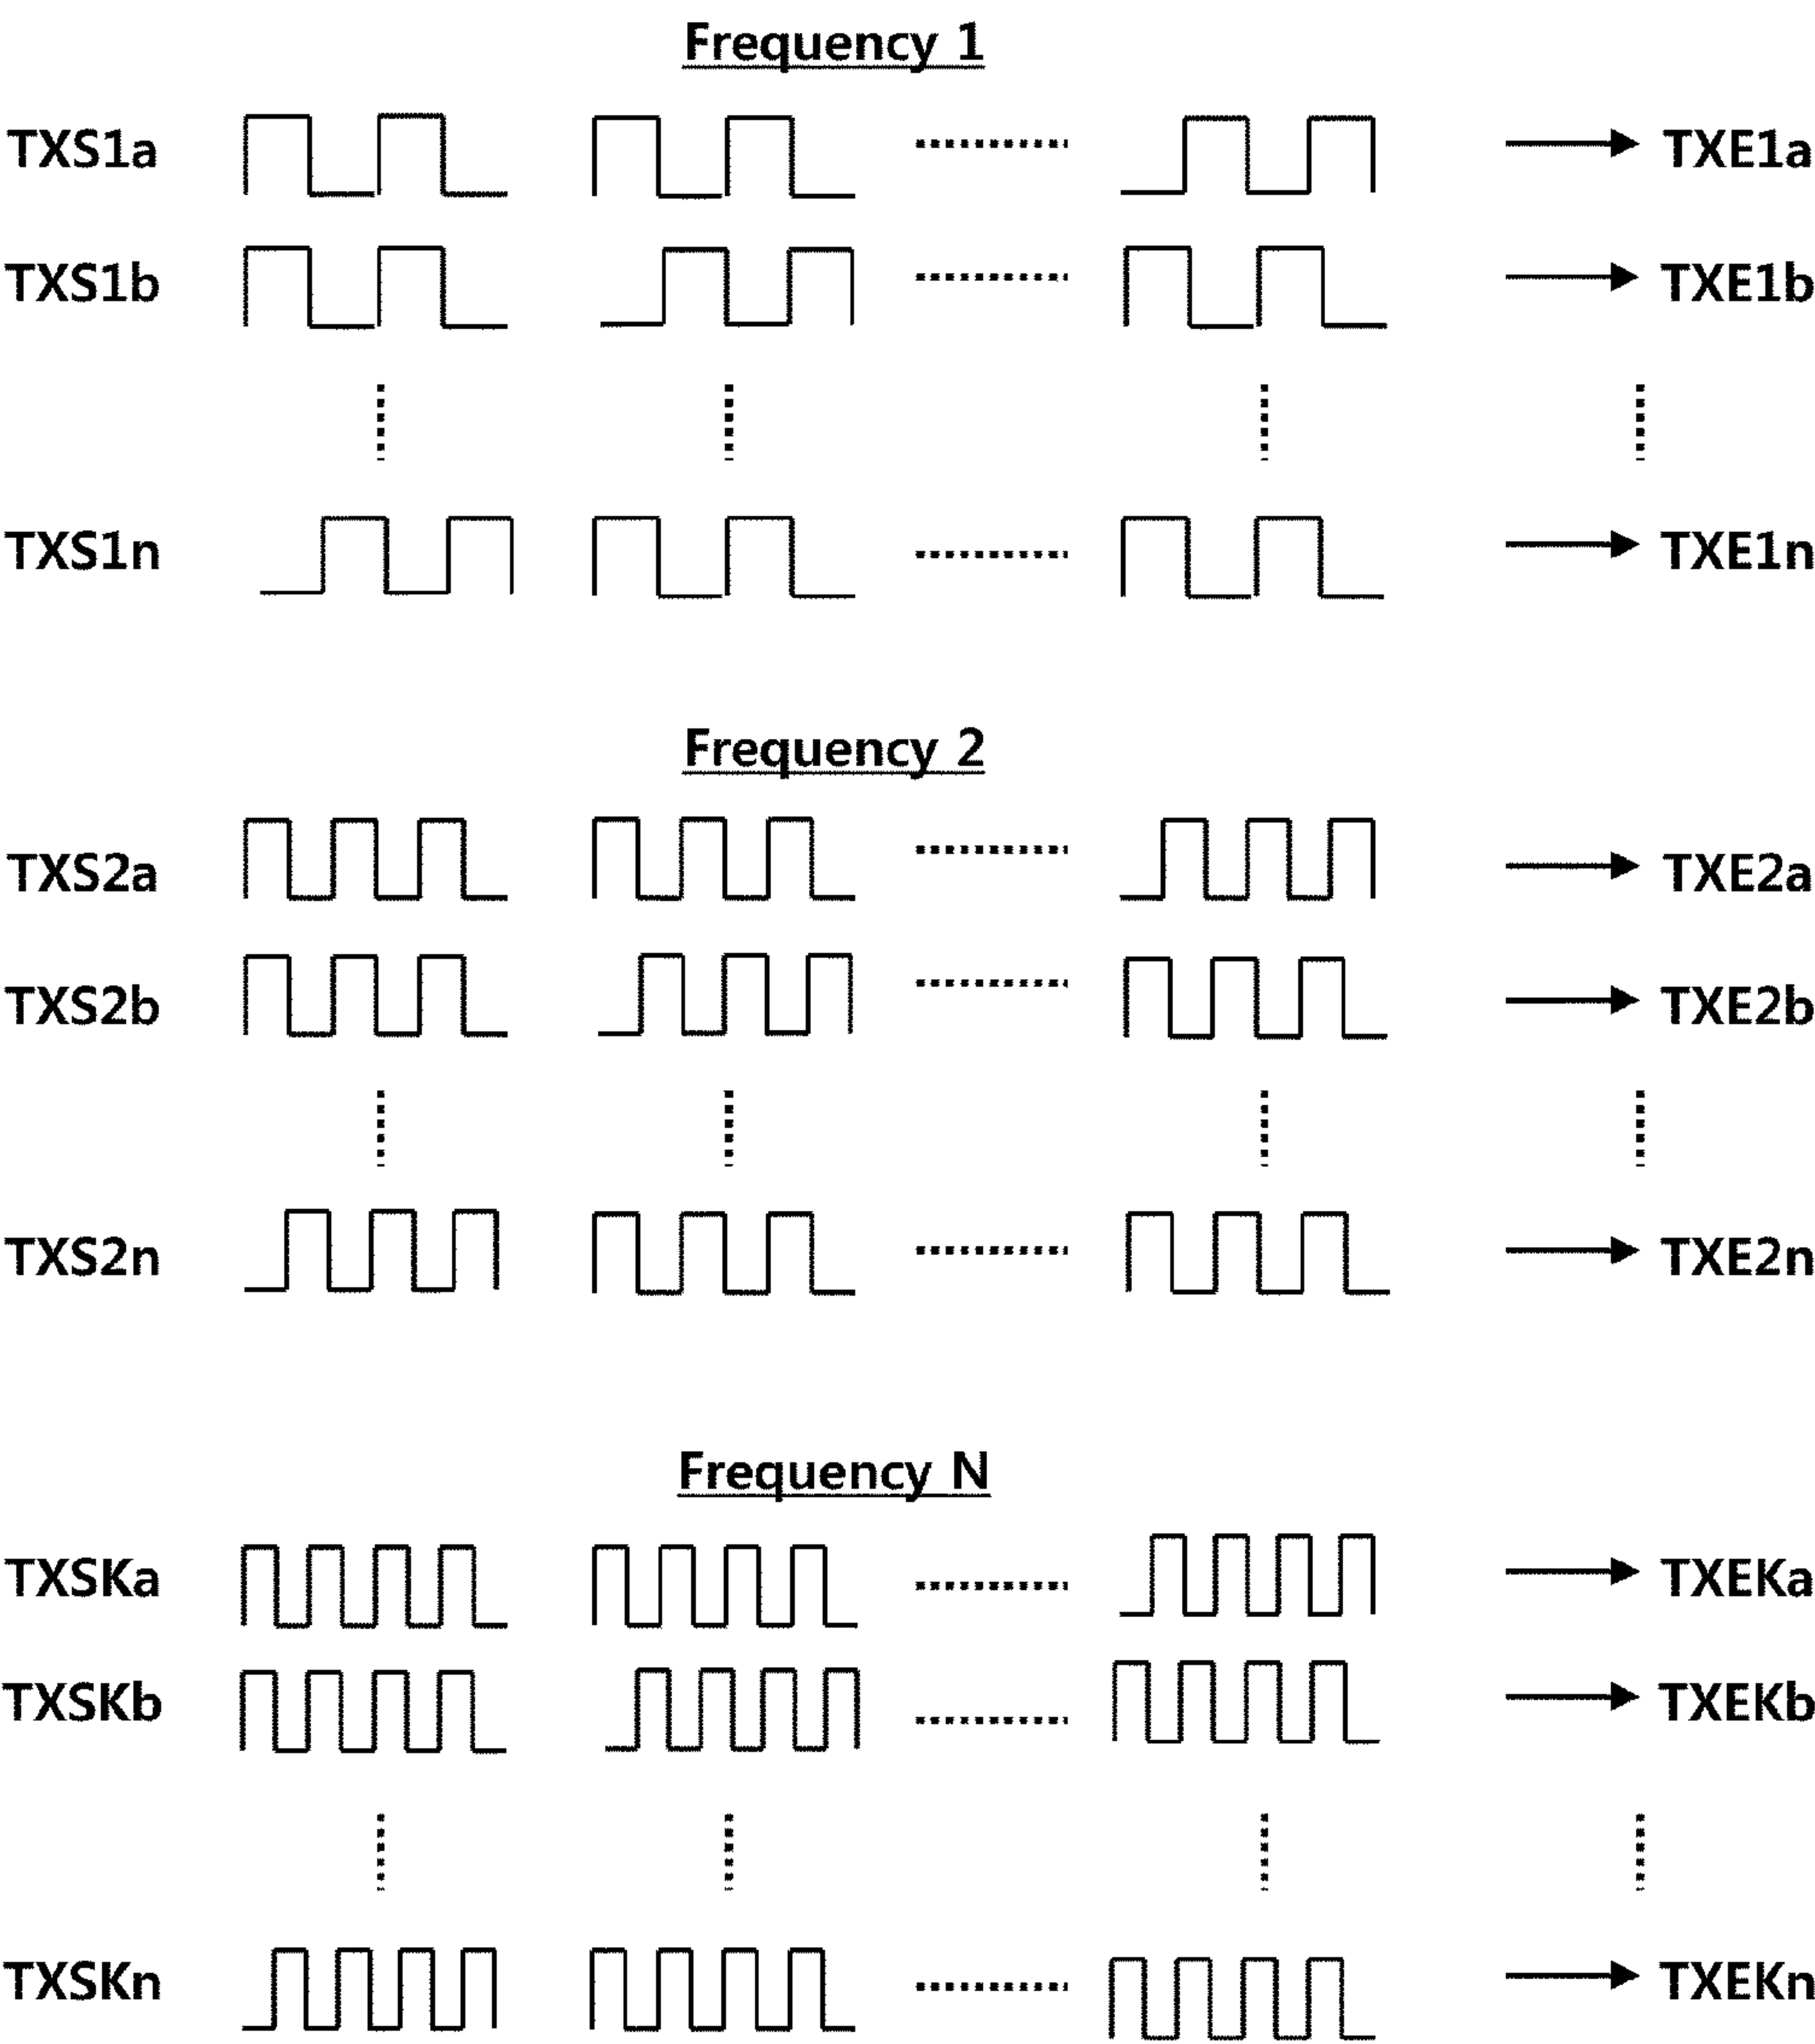 Frequency 1
TXS1a TXE1a
TXS1b TXE1b
TXS1n TXE1n
Frequency 2
TXS2a TXE2a
TXS2b TXE2b
TXS2n TXE2n
Frequency N
TXSKa TXEKa
TXSKb TXEKb
TXSKn TXEKn